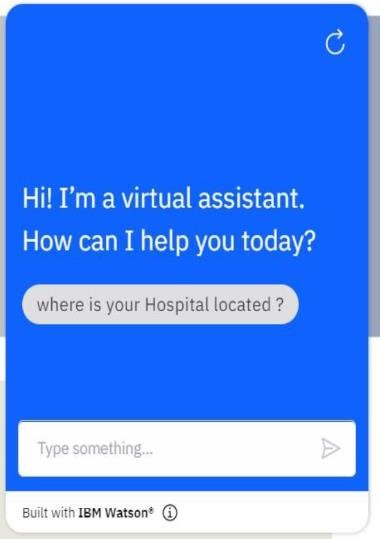 Hi! I’m a virtual assistant.
How can I help you today?
where is your Hospital located ?
Type something...
Built with IBM Watson®